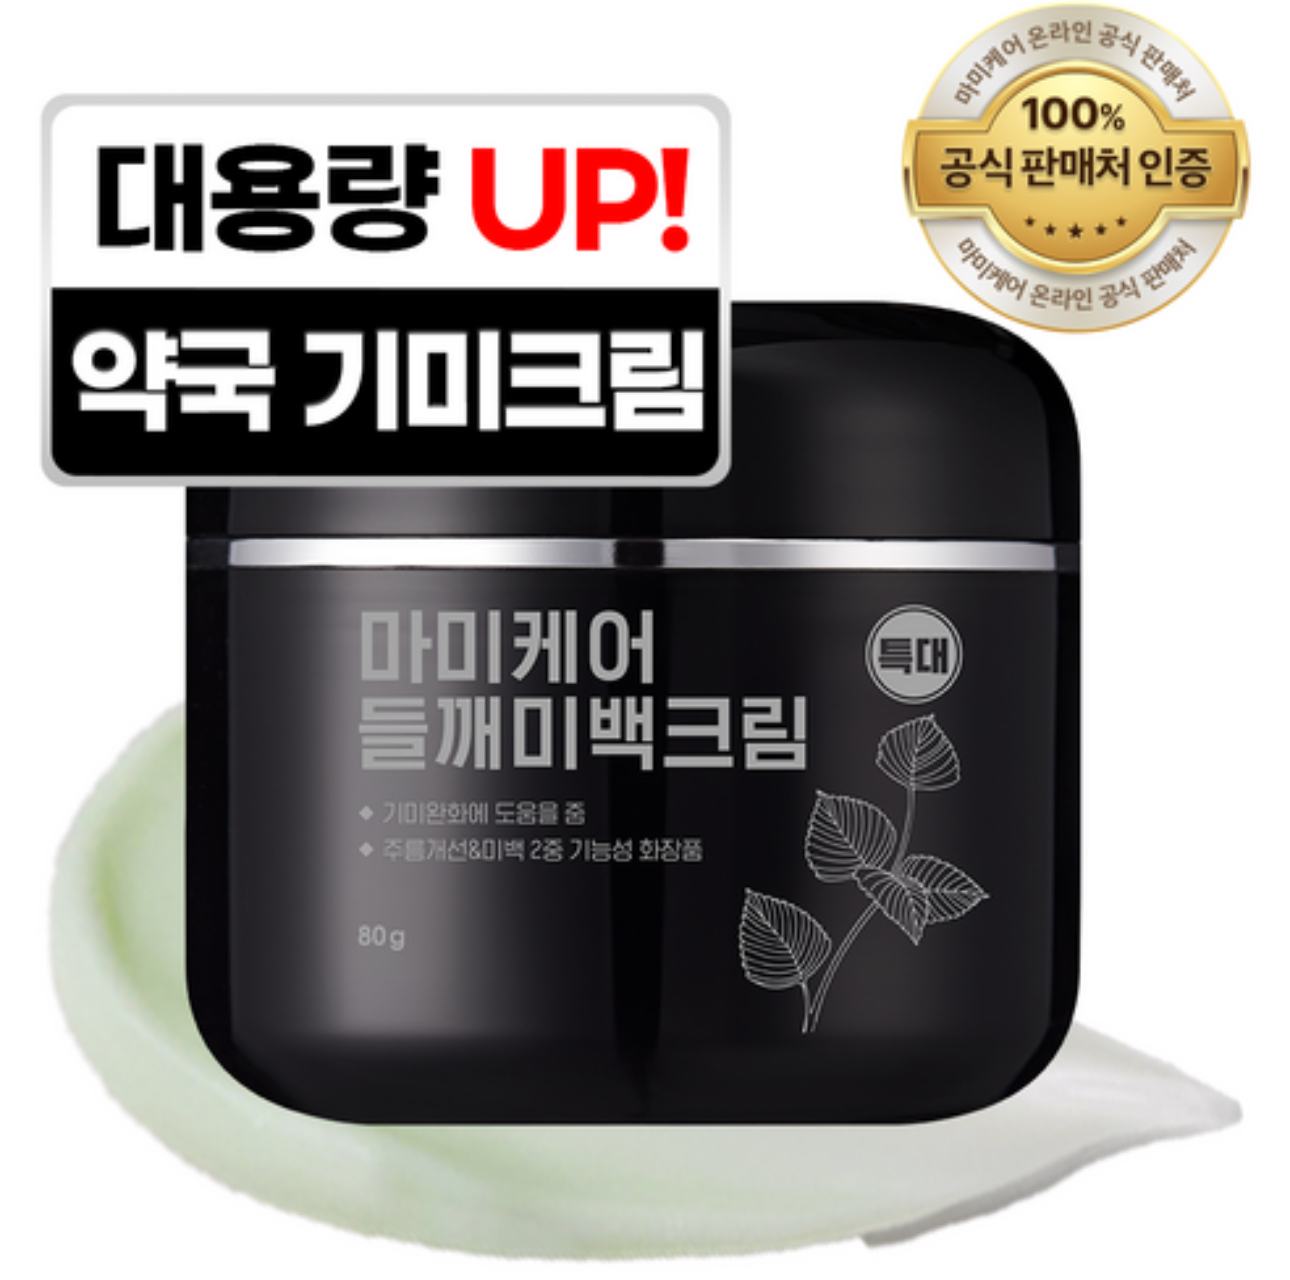 마미케어 온라인 공식 판매처
100%
공식 판매처 인증
마미케어 온라인 공식 판매처
대용량 UP!
약국 기미크림
마미케어
특대
들깨미백크림
기미완화에 도움을 줌
주름개선&미백 2중 기능성 화장품
80g